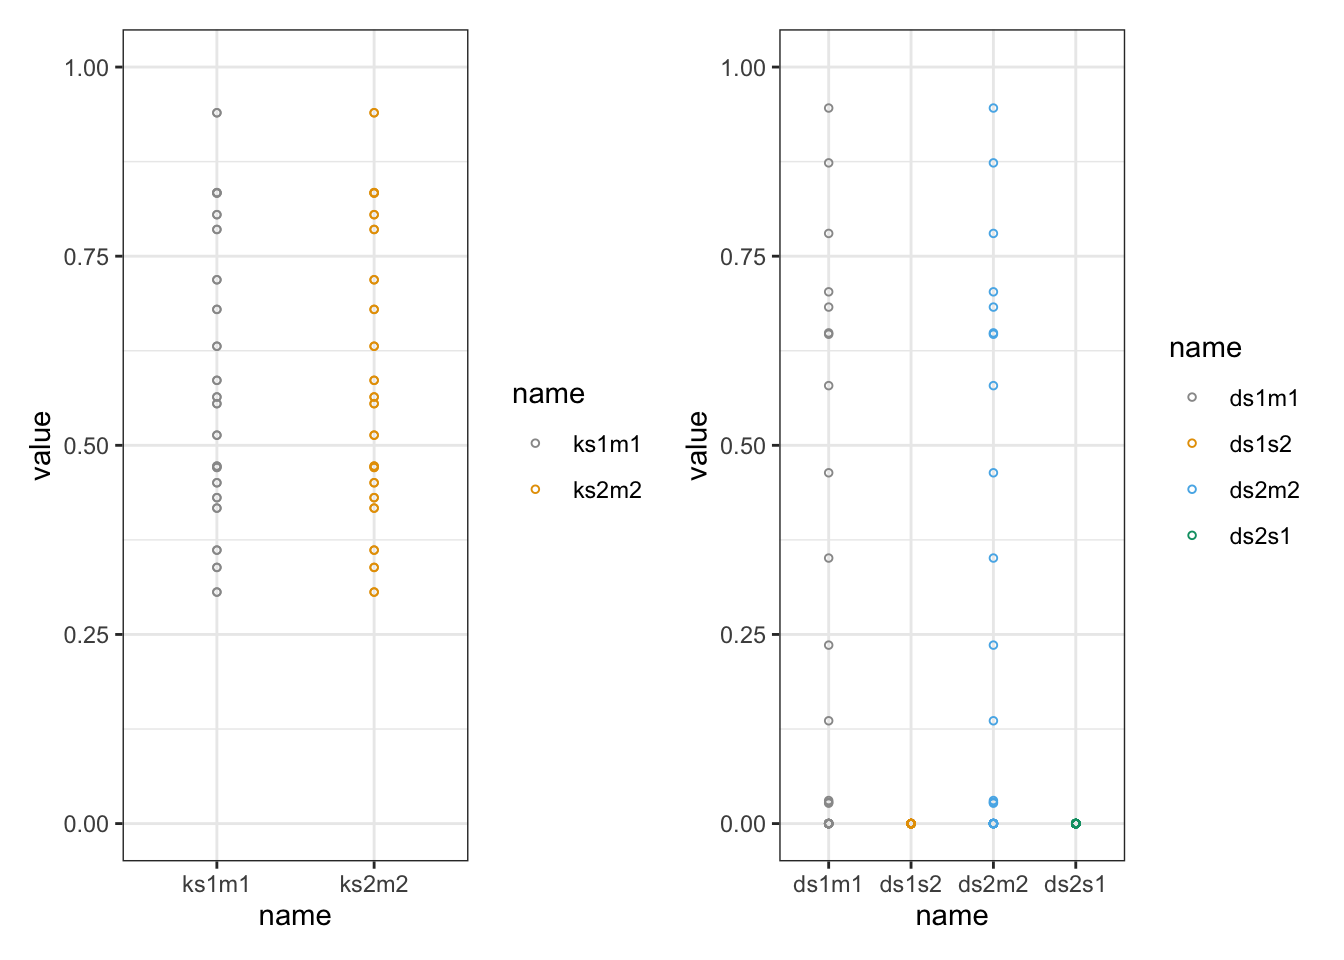 1.00
0.75
0.50
0.25
0.00
value
ks1m1 ks2m2
name
name
ks1m1
ks2m2
1.00
0.75
0.50
0.25
0.00
value
ds1m1 ds1s2 ds2m2 ds2s1
name
name
ds1m1
ds1s2
ds2m2
ds2s1